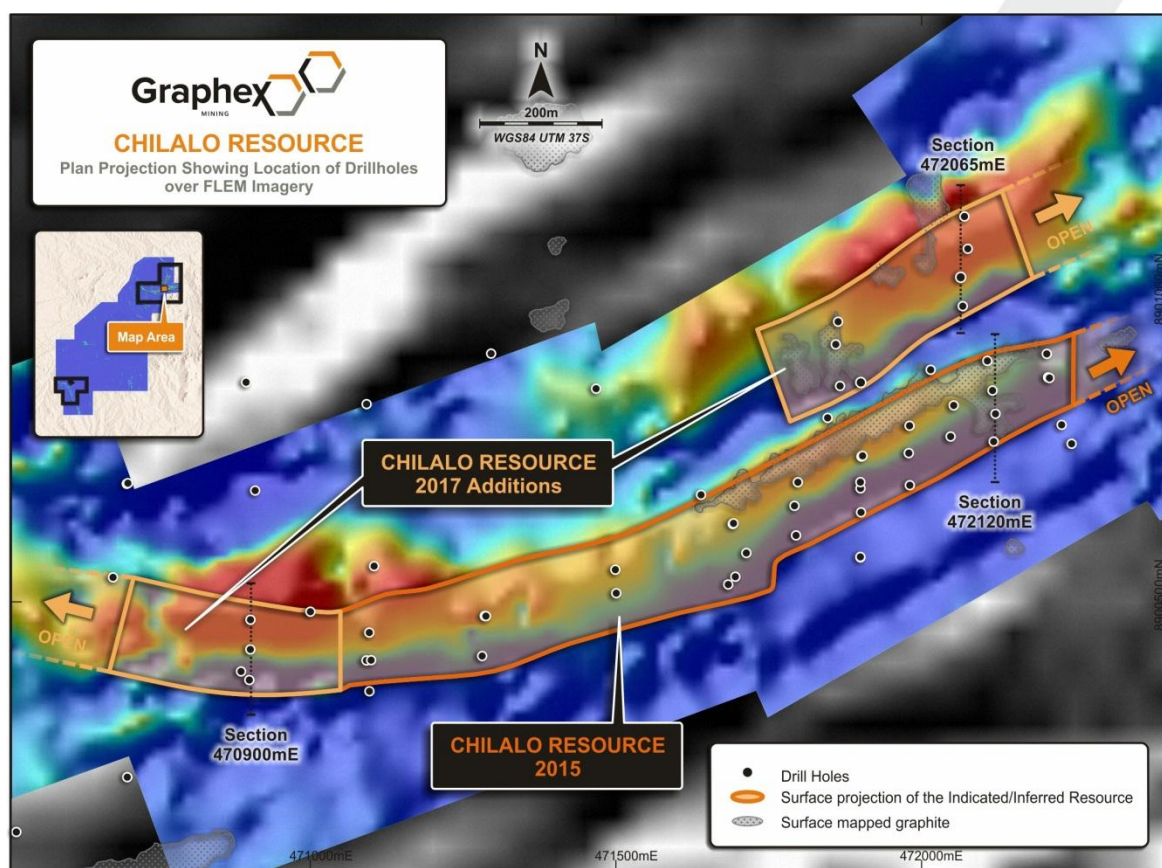 Graphex
MINING
CHILALO RESOURCE
Plan Projection Showing Location of Drillholes
over FLEM Imagery
N
200m
WGS84 UTM 37S
Map Area
Section
472065mE
OPEN
8901000mN
OPEN
CHILALO RESOURCE
2017 Additions
Section
472120mE
OPEN
8900500mN
Section
470900mE
CHILALO RESOURCE
2015
Drill Holes
Surface projection of the Indicated/Inferred Resource
Surface mapped graphite
471000mE
471500mE
472000mE